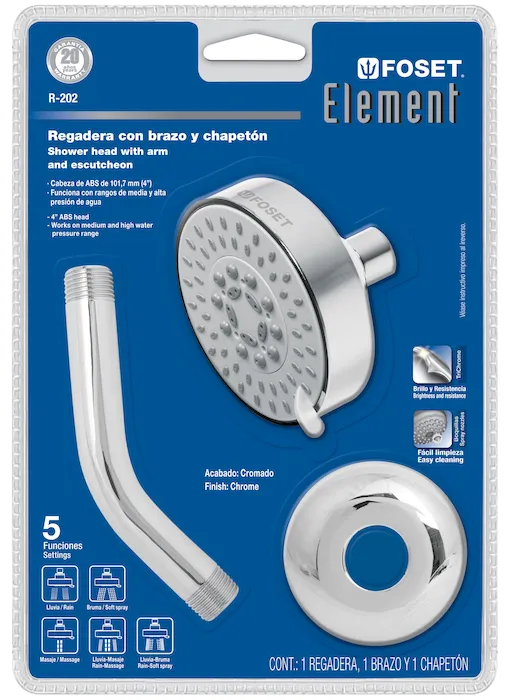 GARANTÍA
20
años
years
WARRANTY
R-202
FOSET®
Element
Regadera con brazo y chapetón
Shower head with arm
and escutcheon
- Cabeza de ABS de 101,7 mm (4")
- Funciona con rangos de media y alta
presión de agua
- 4" ABS head
- Works on medium and high water
pressure range
FOSET
Véase instructivo impreso al reverso.
TriChrome
Brillo y Resistencia
Brightness and resistance
Boquillas
Spray nozzles
Fácil limpieza
Easy cleaning
Acabado: Cromado
Finish: Chrome
5
Funciones
Settings
Lluvia / Rain
Bruma / Soft spray
Masaje / Massage
Lluvia-Masaje
Rain-Massage
Lluvia-Bruma
Rain-Soft spray
CONT.: 1 REGADERA, 1 BRAZO Y 1 CHAPETÓN